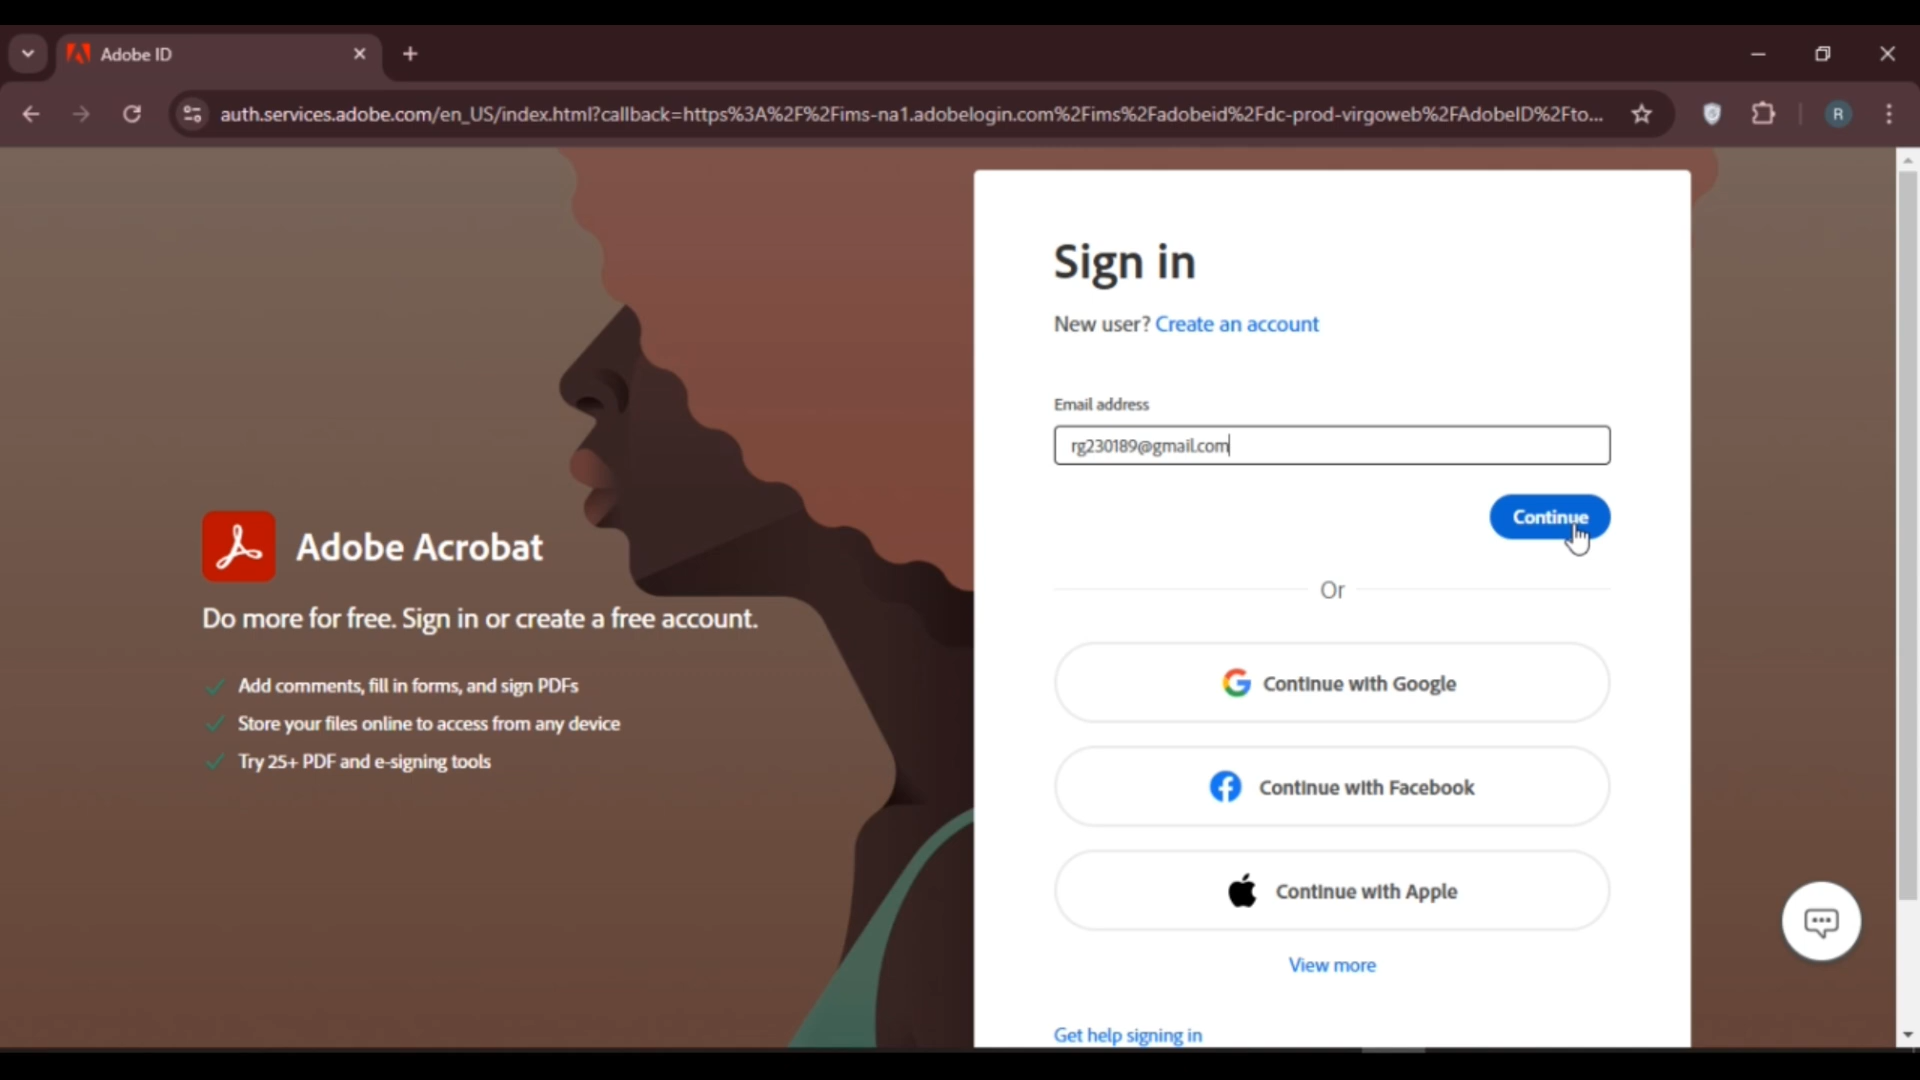 Adobe ID
auth.services.adobe.com/en_US/index.html?callback=https%3A%2F%2Fims-na1.adobelogin.com%2Fims%2Fadobeid%2Fdc-prod-virgoweb%2FAdobeID%2Fto...
R
Sign in
New user? Create an account
Email address
rg230189@gmail.com
Continue
Or
Continue with Google
Continue with Facebook
Continue with Apple
View more
Get help signing in
Adobe Acrobat
Do more for free. Sign in or create a free account.
Add comments, fill in forms, and sign PDFs
Store your files online to access from any device
Try 25+ PDF and e-signing tools